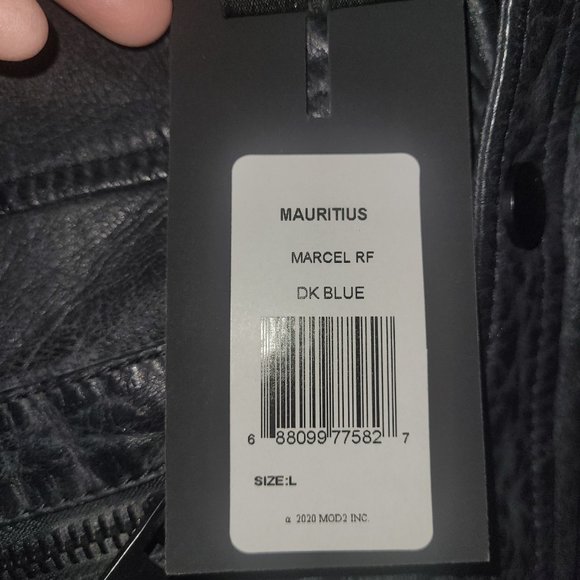 MAURITIUS
MARCEL RF
DK BLUE
6 88099 77582 7
SIZE:L
α 2020 MOD2 INC.